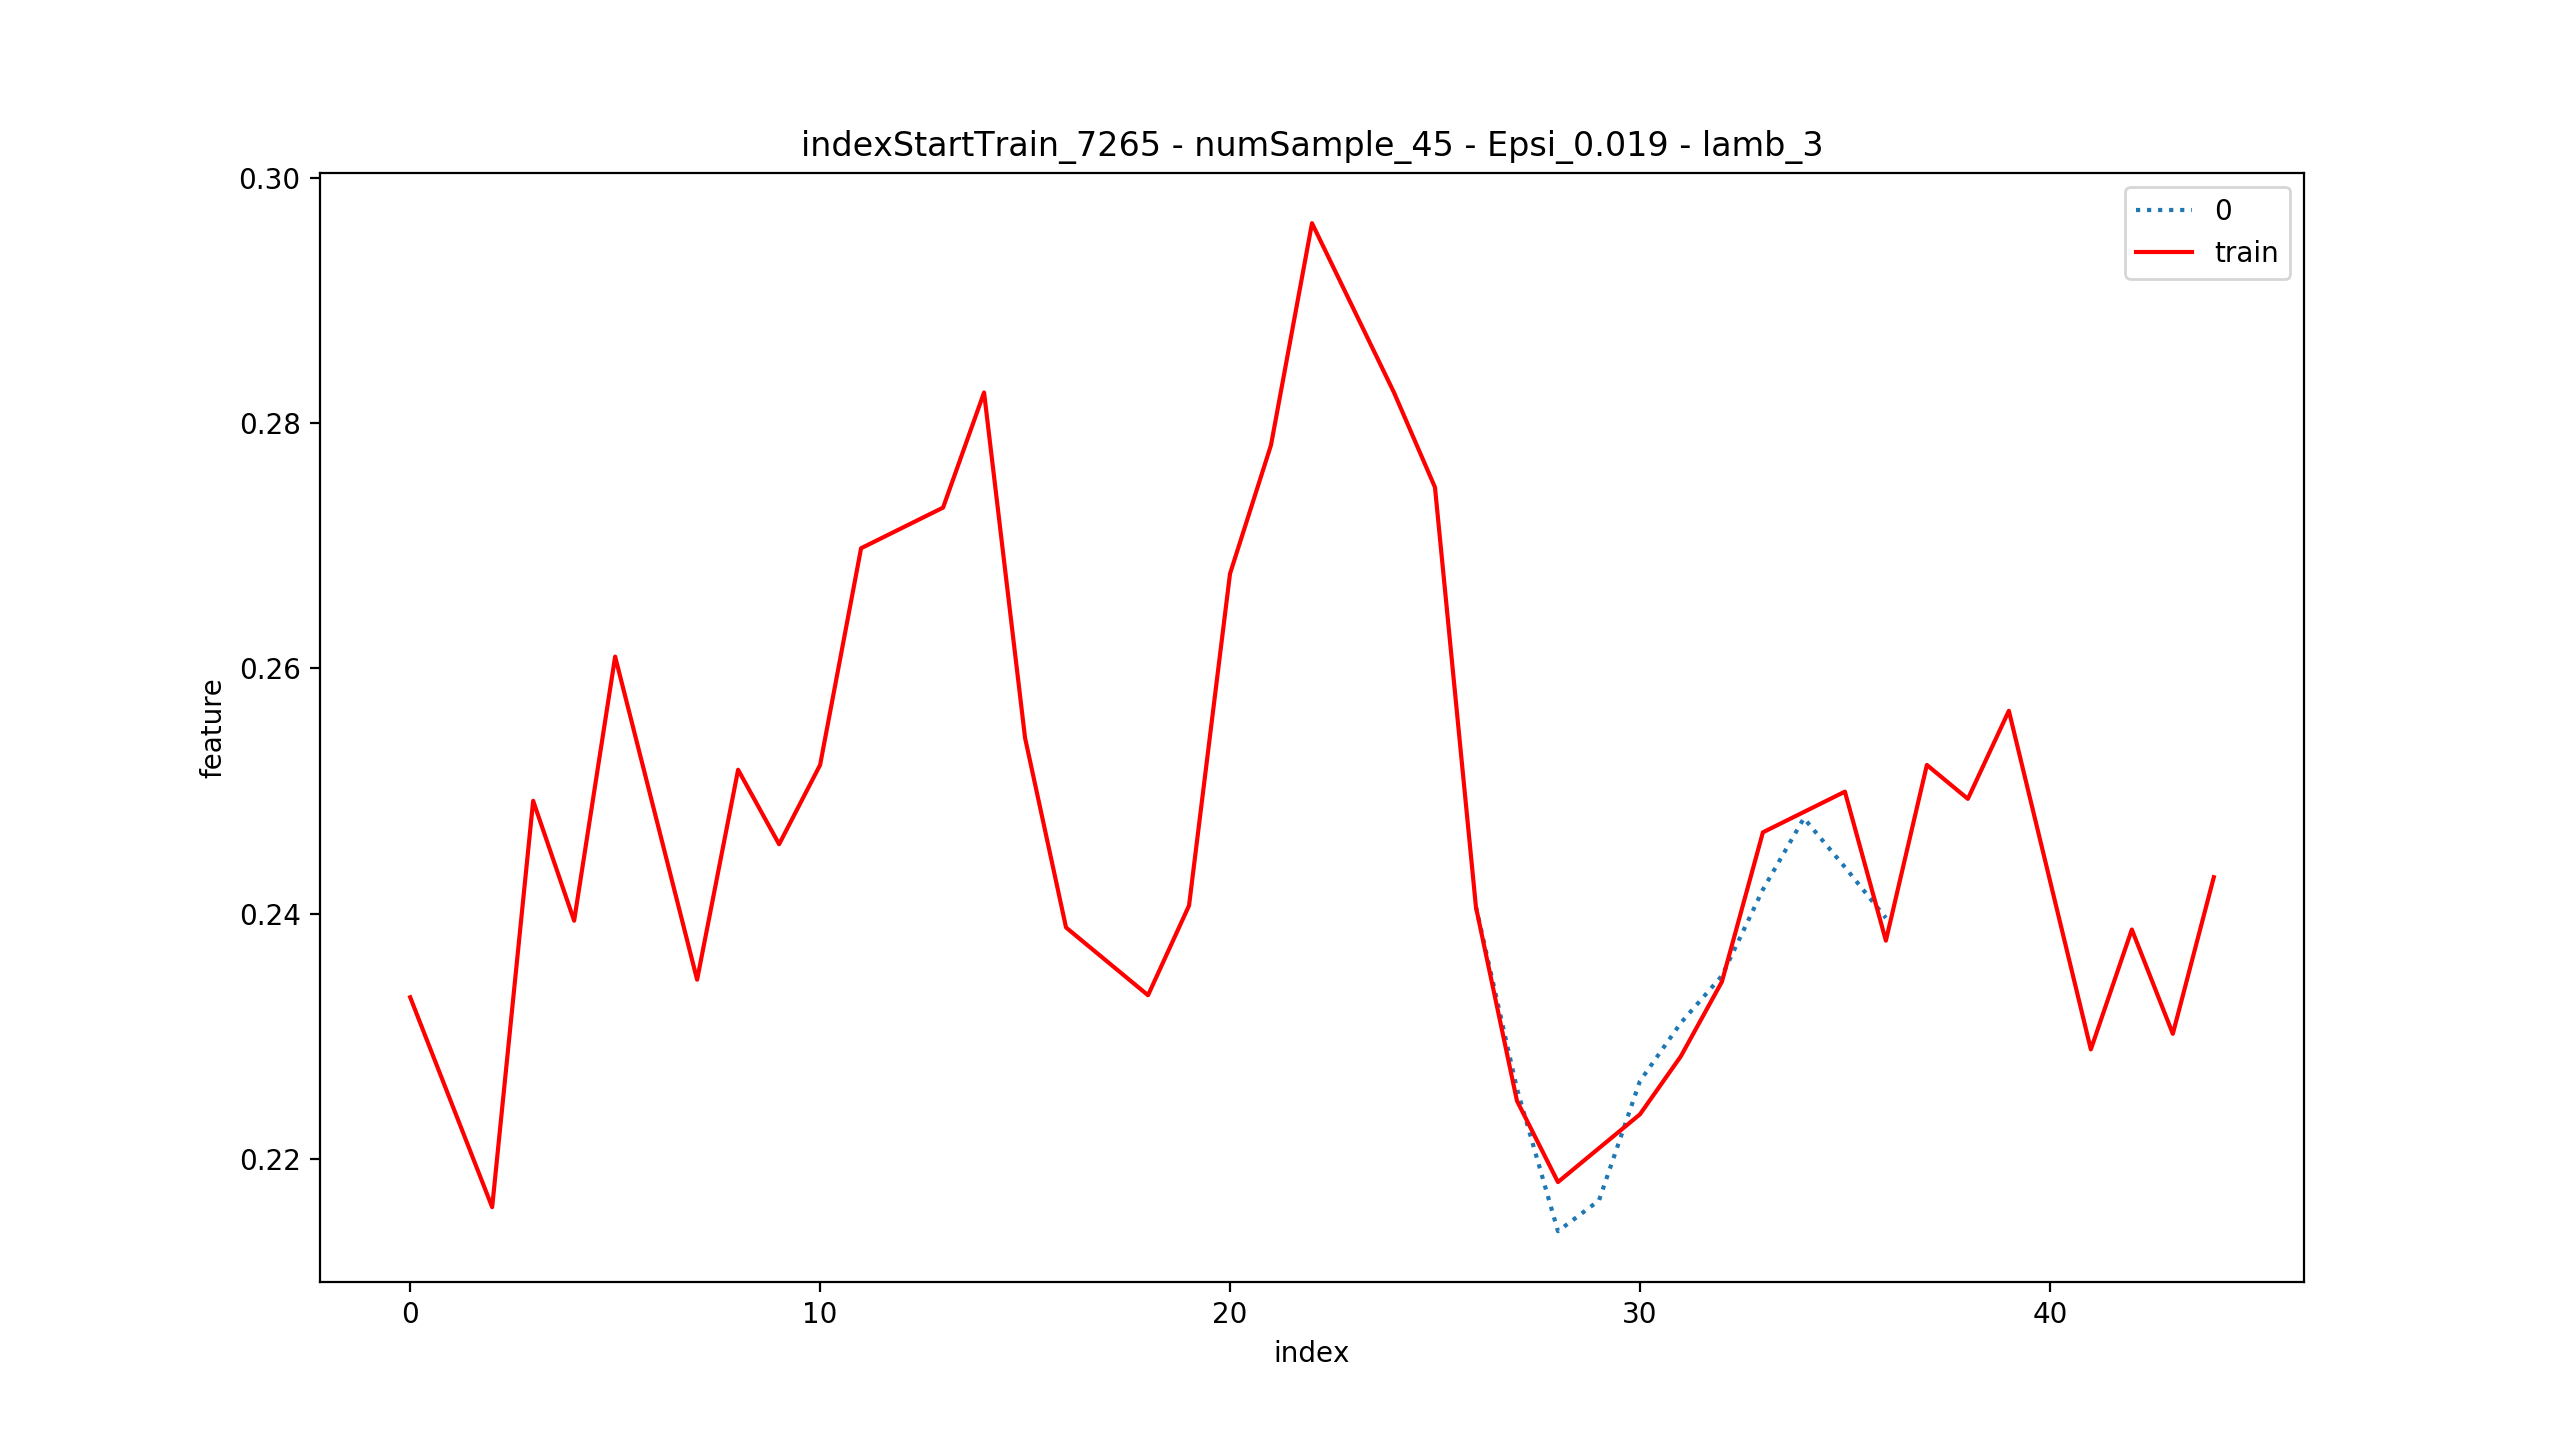 indexStartTrain_7265 - numSample_45 - Epsi_0.019 - lamb_3
0
train
0.30
0.28
0.26
0.24
0.22
feature
0 10 20 30 40
index